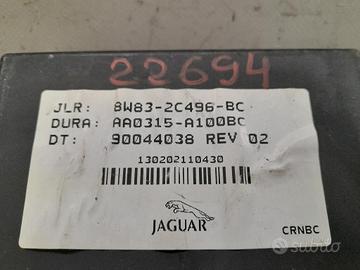 22694
JLR: 8W83-2C496-BC
DURA: AA0315-A100BC
DT: 90044038 REV 02
130202110430
JAGUAR
CRNBC
subito